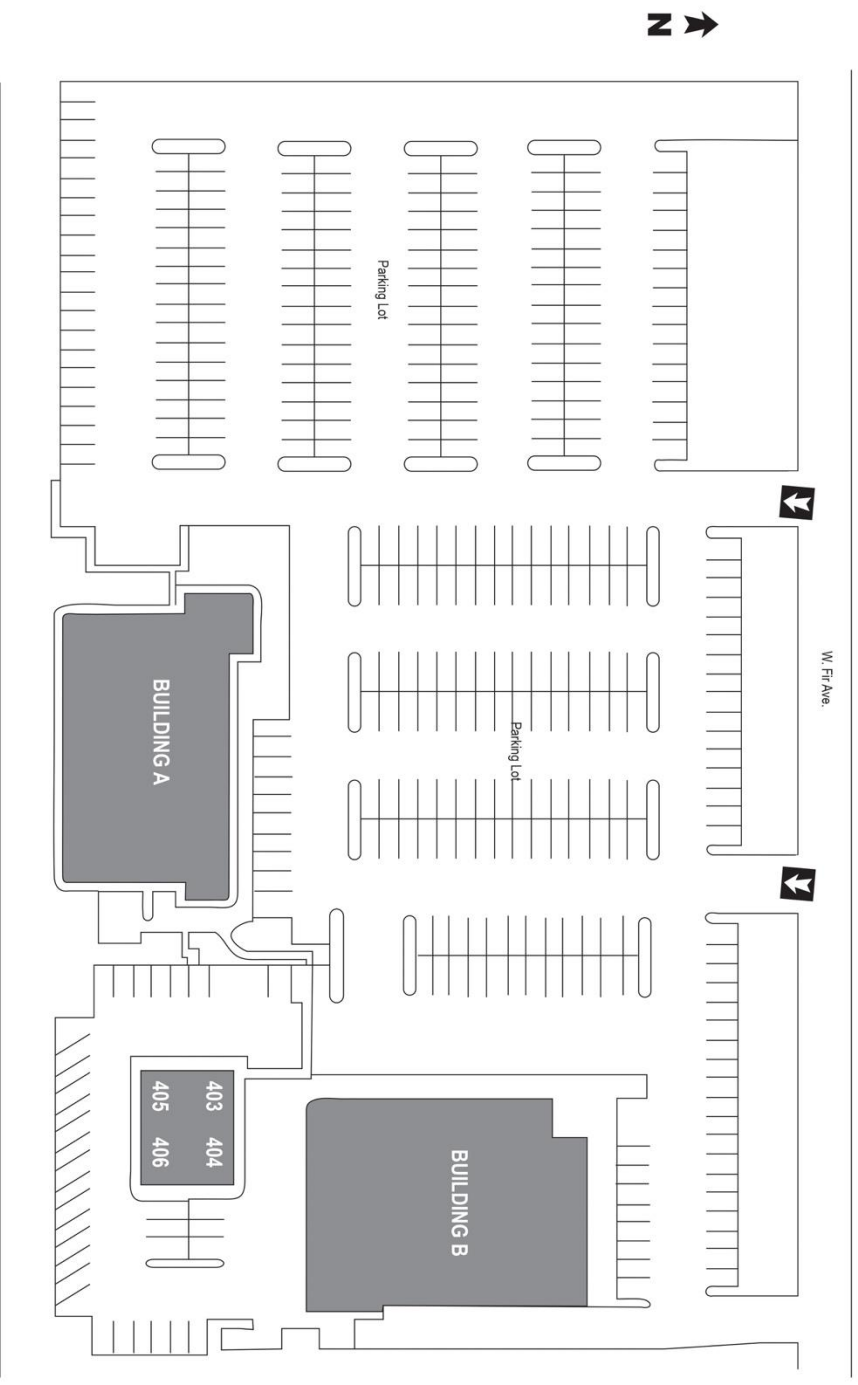 N
W. Fir Ave.
Parking Lot
Parking Lot
BUILDING A
BUILDING B
403 404
405 406